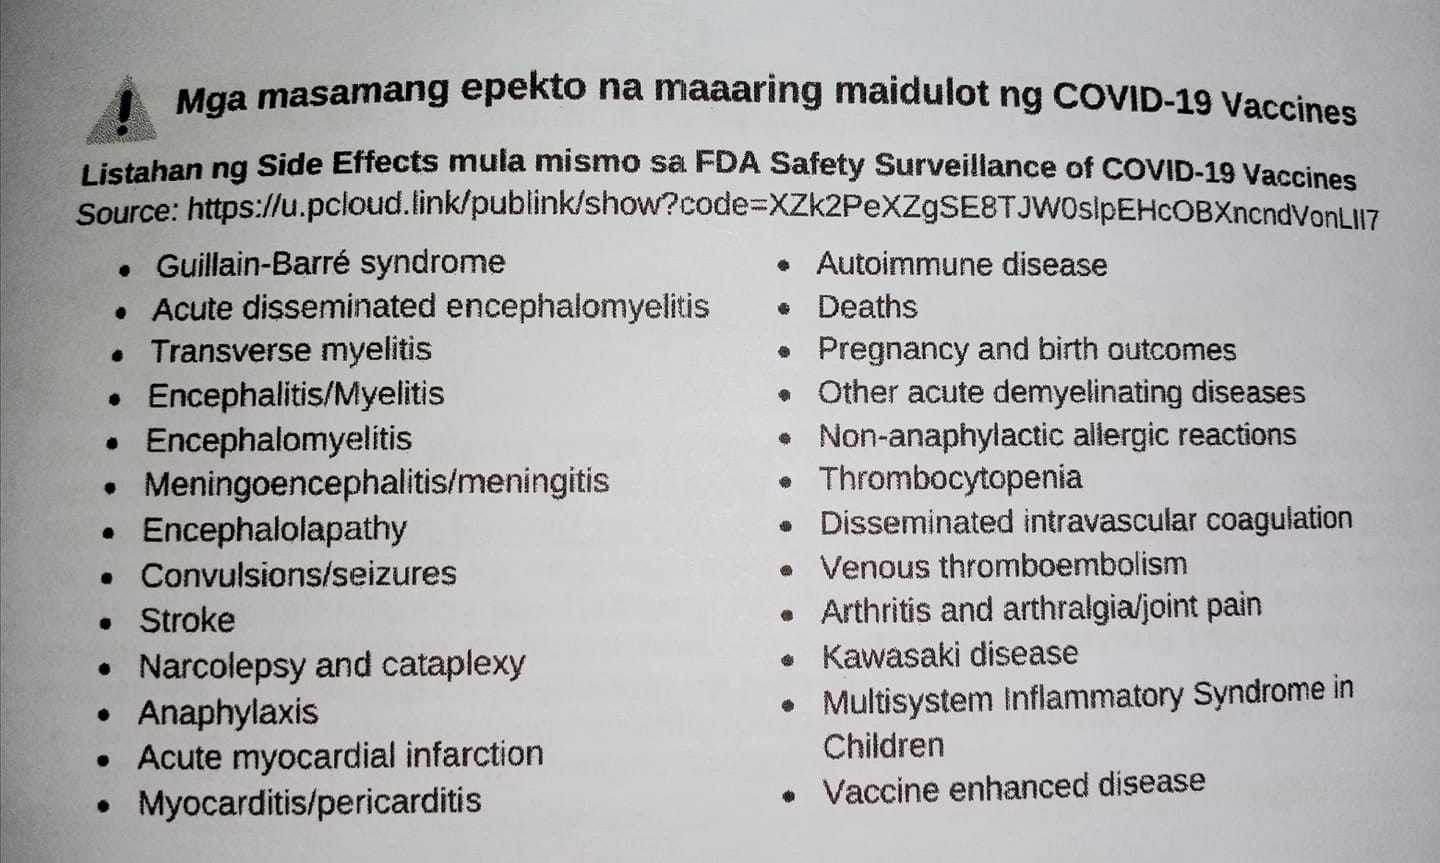 Mga masamang epekto na maaaring maidulot ng COVID-19 Vaccines
Listahan ng Side Effects mula mismo sa FDA Safety Surveillance of COVID-19 Vaccines
Source: https://u.pcloud.link/publink/show?code=XZk2PeXZgSE8TJW0slpEHcOBXncndVonLII7
• Guillain-Barré syndrome
• Acute disseminated encephalomyelitis
• Transverse myelitis
• Encephalitis/Myelitis
• Encephalomyelitis
• Meningoencephalitis/meningitis
• Encephalolapathy
• Convulsions/seizures
• Stroke
• Narcolepsy and cataplexy
• Anaphylaxis
• Acute myocardial infarction
• Myocarditis/pericarditis
• Autoimmune disease
• Deaths
• Pregnancy and birth outcomes
• Other acute demyelinating diseases
• Non-anaphylactic allergic reactions
• Thrombocytopenia
• Disseminated intravascular coagulation
• Venous thromboembolism
• Arthritis and arthralgia/joint pain
• Kawasaki disease
• Multisystem Inflammatory Syndrome in
Children
• Vaccine enhanced disease